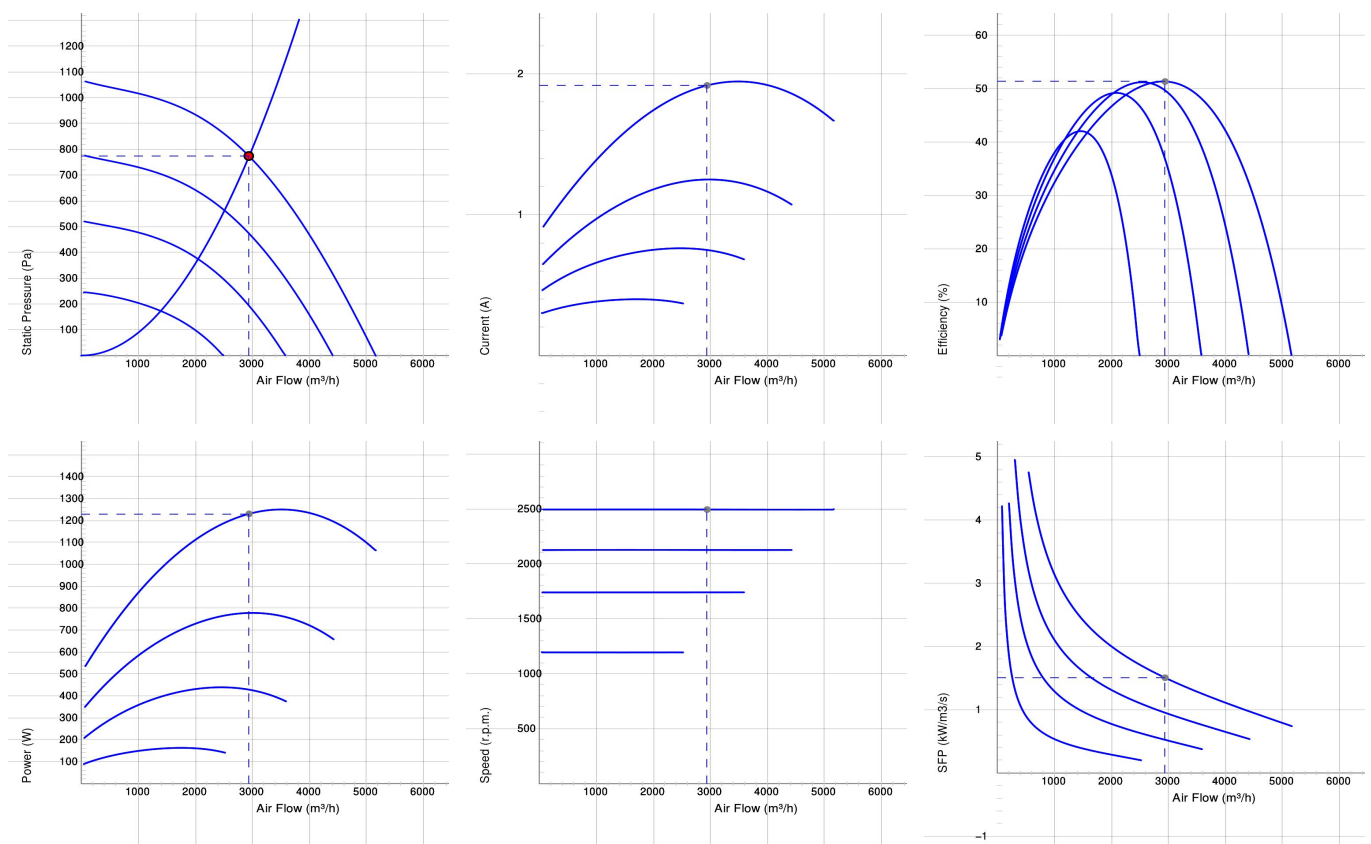 1200
1100
1000
900
800
700
600
500
400
300
200
100
Static Pressure (Pa)
1000 2000 3000 4000 5000 6000
Air Flow (m³/h)
2
1
Current (A)
1000 2000 3000 4000 5000 6000
Air Flow (m³/h)
60
50
40
30
20
10
Efficiency (%)
1000 2000 3000 4000 5000 6000
Air Flow (m³/h)
1400
1300
1200
1100
1000
900
800
700
600
500
400
300
200
100
Power (W)
1000 2000 3000 4000 5000 6000
Air Flow (m³/h)
2500
2000
1500
1000
500
Speed (r.p.m.)
1000 2000 3000 4000 5000 6000
Air Flow (m³/h)
5
4
3
2
1
−1
SFP (kW/m3/s)
1000 2000 3000 4000 5000 6000
Air Flow (m³/h)